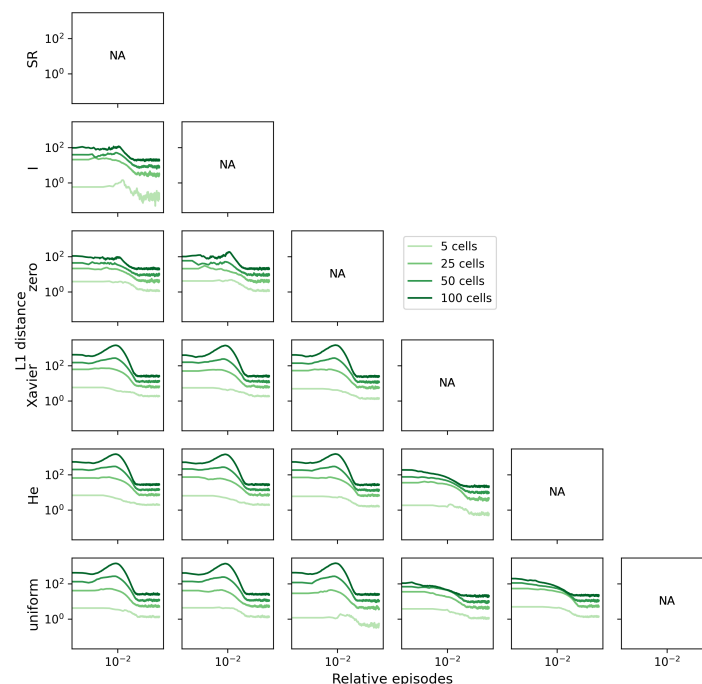 SR
10²
10⁰
NA
I
10²
10⁰
NA
zero
10²
10⁰
NA
5 cells
25 cells
50 cells
100 cells
L1 distance
Xavier
10²
10⁰
NA
He
10²
10⁰
NA
uniform
10²
10⁰
NA
10⁻² 10⁻² 10⁻² 10⁻² 10⁻² 10⁻²
Relative episodes